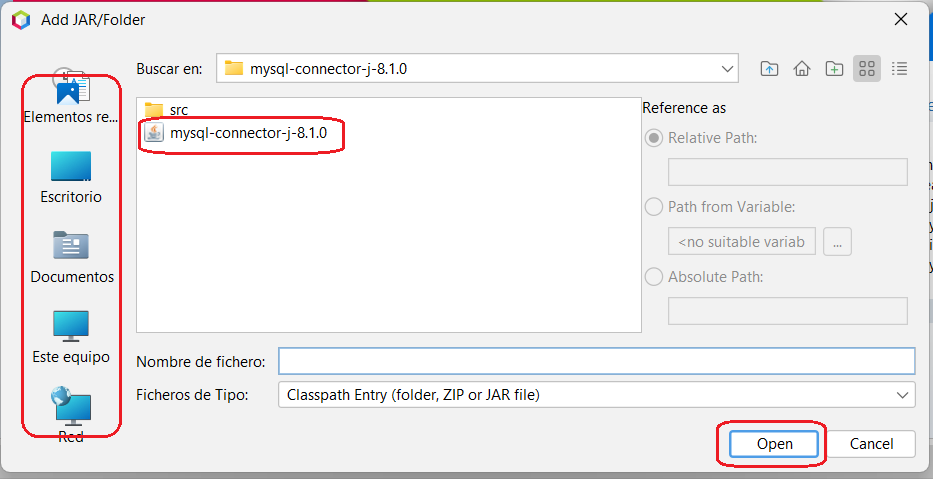 Add JAR/Folder
Buscar en:
mysql-connector-j-8.1.0
Elementos re...
Escritorio
Documentos
Este equipo
Red
src
mysql-connector-j-8.1.0
Reference as
Relative Path:
Path from Variable:
<no suitable variab
...
Absolute Path:
Nombre de fichero:
Ficheros de Tipo:
Classpath Entry (folder, ZIP or JAR file)
Open
Cancel